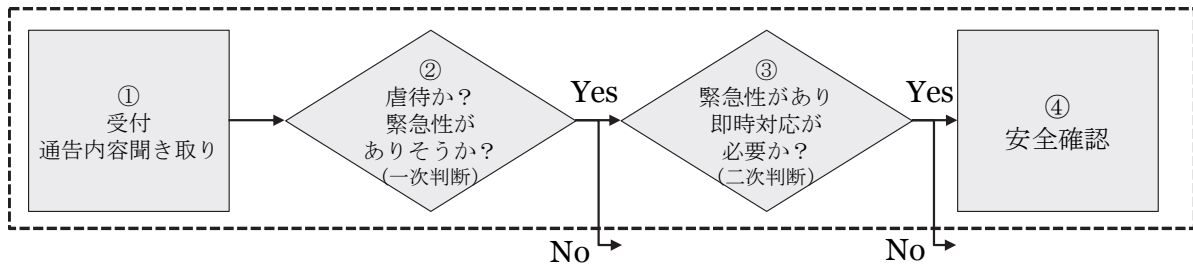 ①
受付
通告内容聞き取り
②
虐待か？
緊急性が
ありそうか？
(一次判断)
Yes
No
③
緊急性があり
即時対応が
必要か？
(二次判断)
Yes
No
④
安全確認